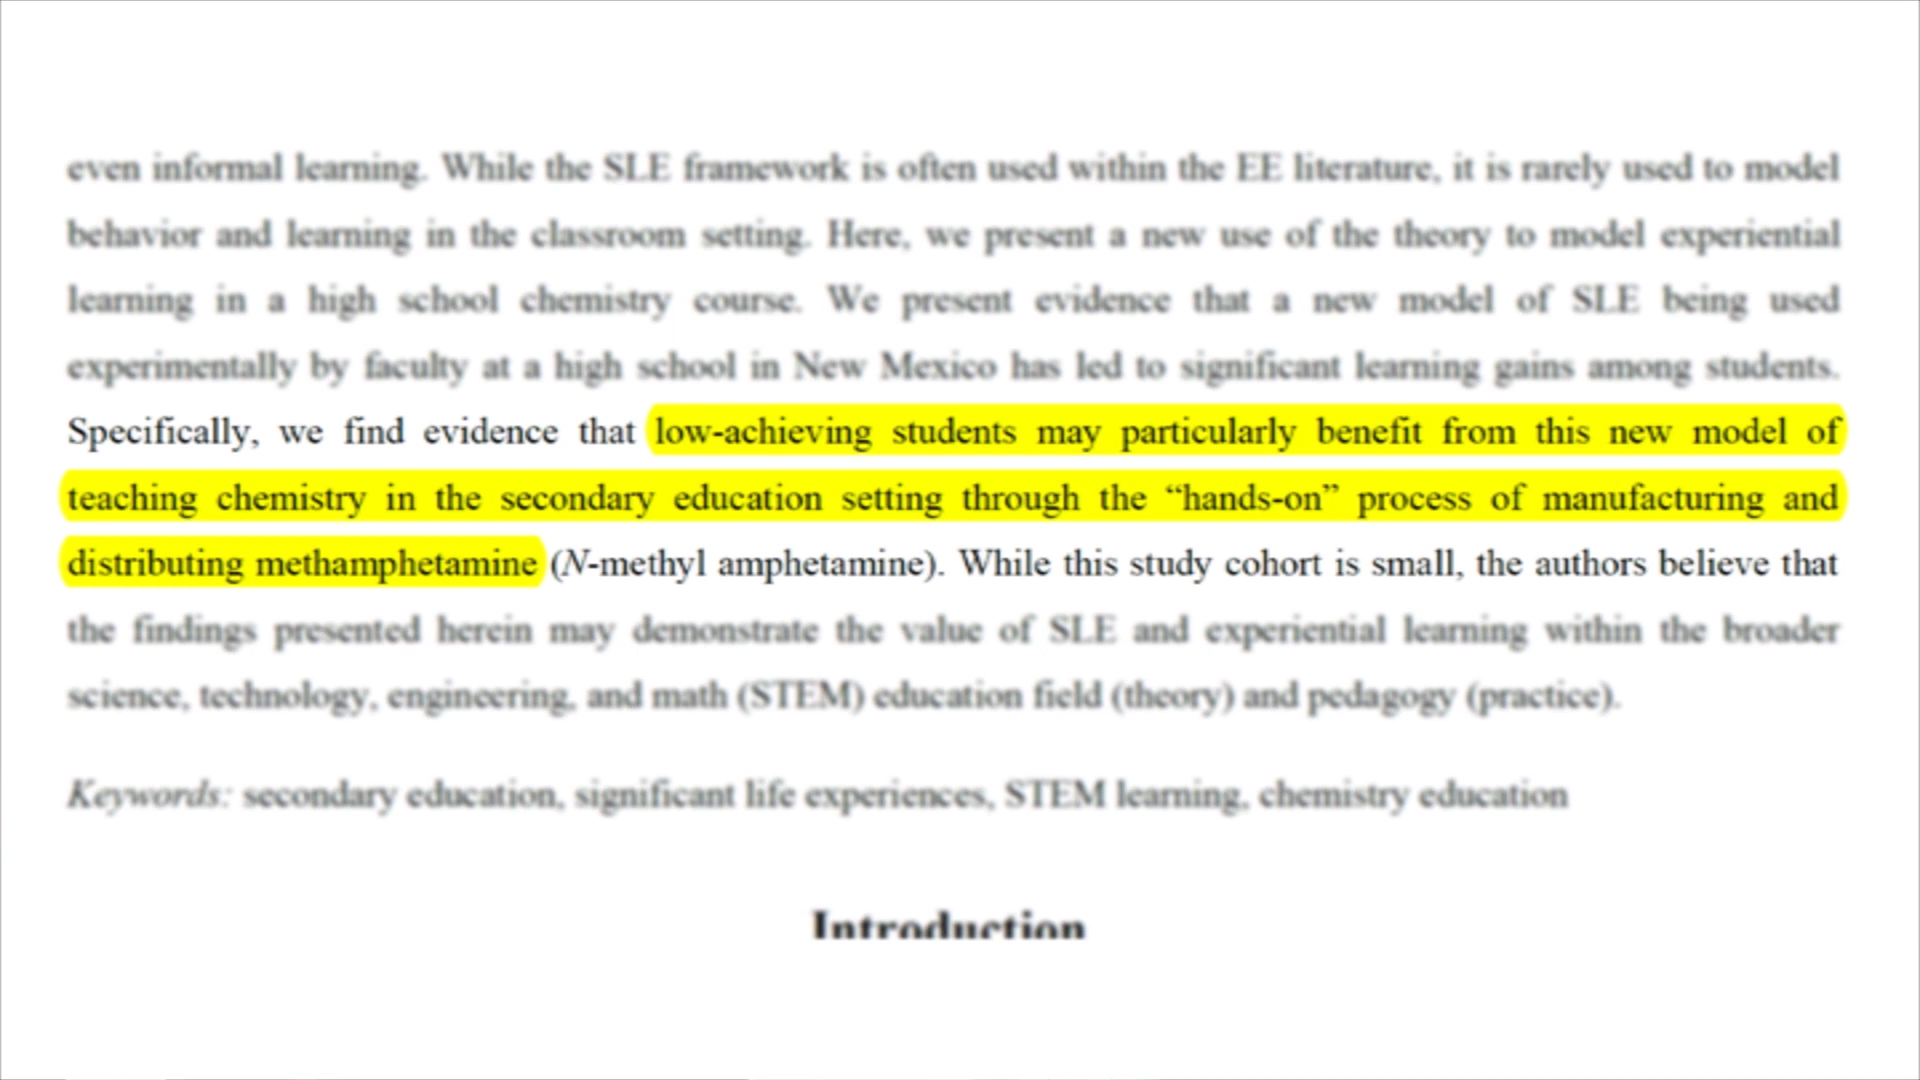 even informal learning. While the SLE framework is often used within the EE literature, it is rarely used to model
behavior and learning in the classroom setting. Here, we present a new use of the theory to model experiential
learning in a high school chemistry course. We present evidence that a new model of SLE being used
experimentally by faculty at a high school in New Mexico has led to significant learning gains among students.
Specifically, we find evidence that low-achieving students may particularly benefit from this new model of
teaching chemistry in the secondary education setting through the “hands-on” process of manufacturing and
distributing methamphetamine (N-methyl amphetamine). While this study cohort is small, the authors believe that
the findings presented herein may demonstrate the value of SLE and experiential learning within the broader
science, technology, engineering, and math (STEM) education field (theory) and pedagogy (practice).
Keywords: secondary education, significant life experiences, STEM learning, chemistry education
Introduction